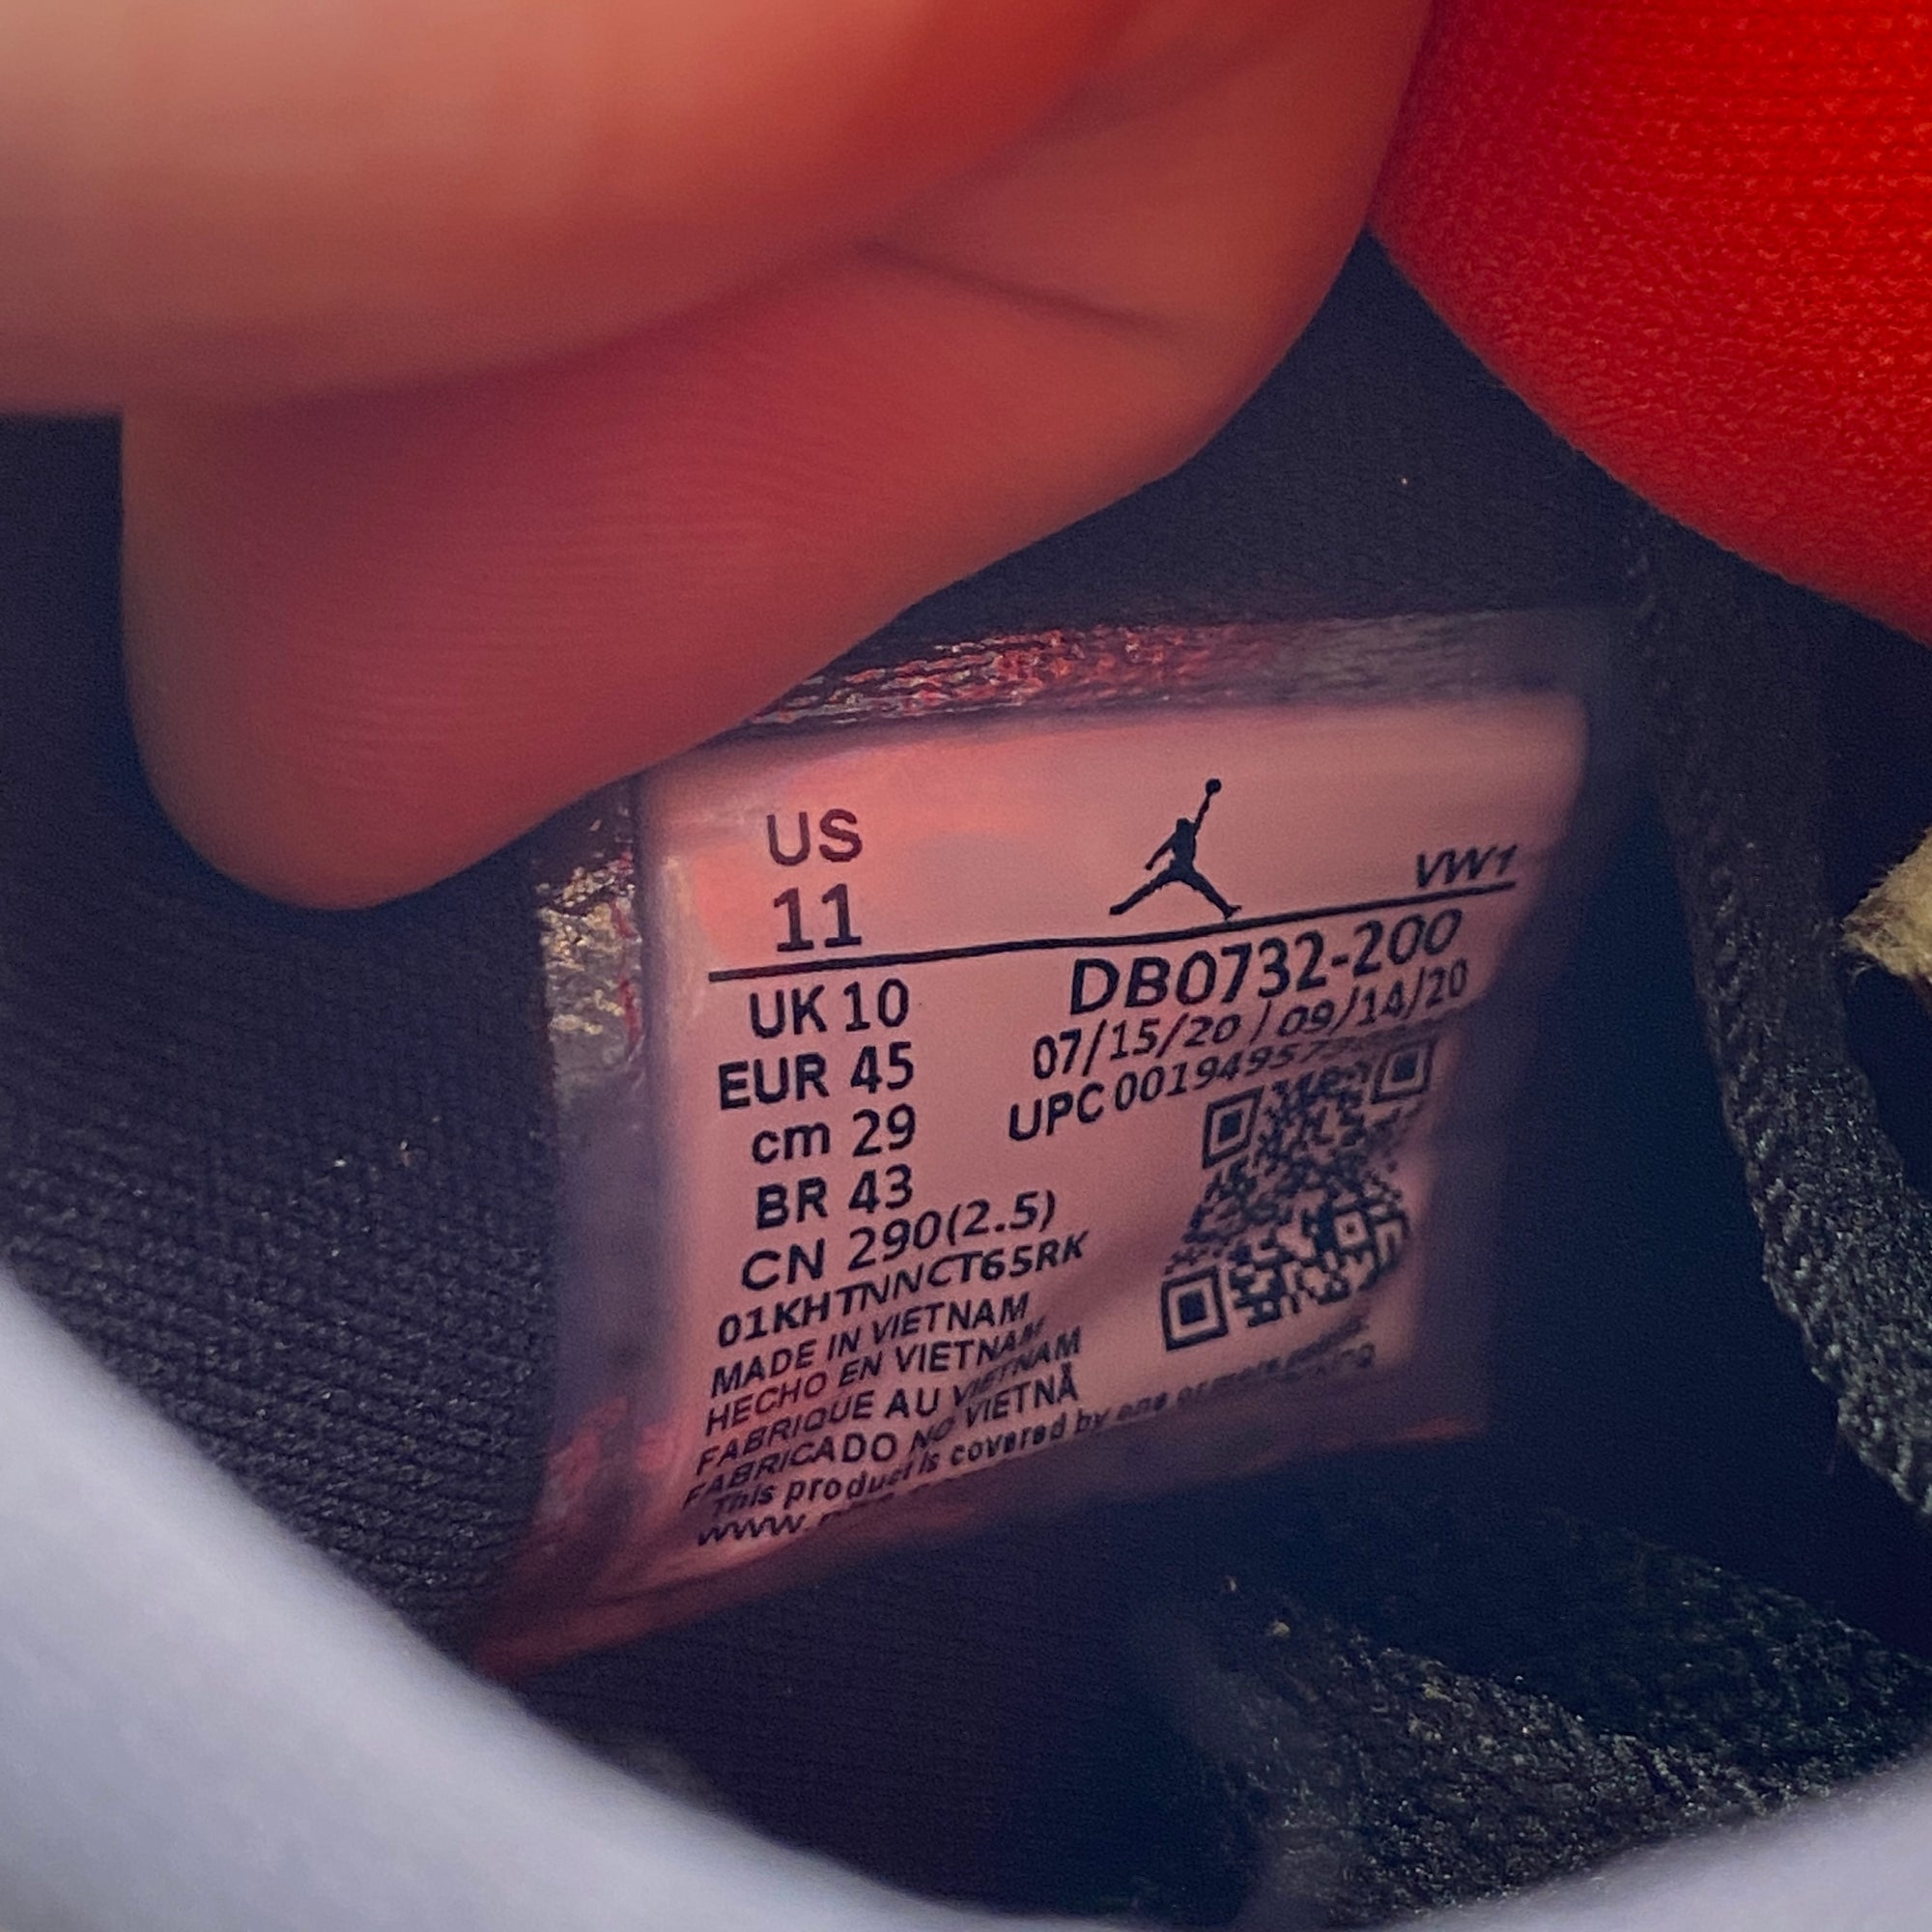 US
11
VW1
UK 10
EUR 45
cm 29
BR 43
CN 290(2.5)
DB0732-200
07/15/20 / 09/14/20
UPC
01KHTNNCT65RK
MADE IN VIETNAM
HECHO EN VIETNAM
FABRIQUE AU VIETNAM
FABRICADO NO VIETNÃ
This product is covered by one or more